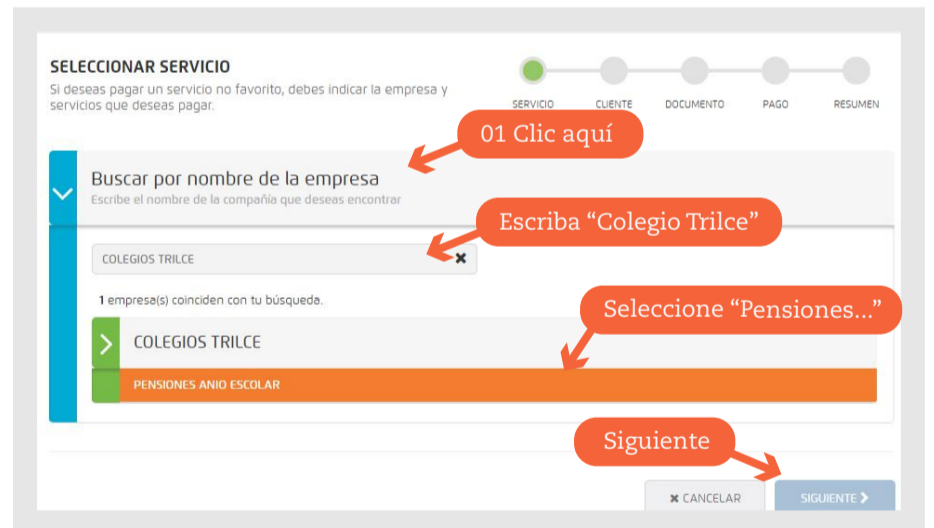 SELECCIONAR SERVICIO
Si deseas pagar un servicio no favorito, debes indicar la empresa y
servicios que deseas pagar.
SERVICIO
CLIENTE
DOCUMENTO
PAGO
RESUMEN
01 Clic aquí
Buscar por nombre de la empresa
Escribe el nombre de la compañía que deseas encontrar
Escriba “Colegio Trilce”
COLEGIOS TRILCE
1 empresa(s) coinciden con tu búsqueda.
Seleccione “Pensiones...”
COLEGIOS TRILCE
PENSIONES ANIO ESCOLAR
Siguiente
CANCELAR
SIGUIENTE